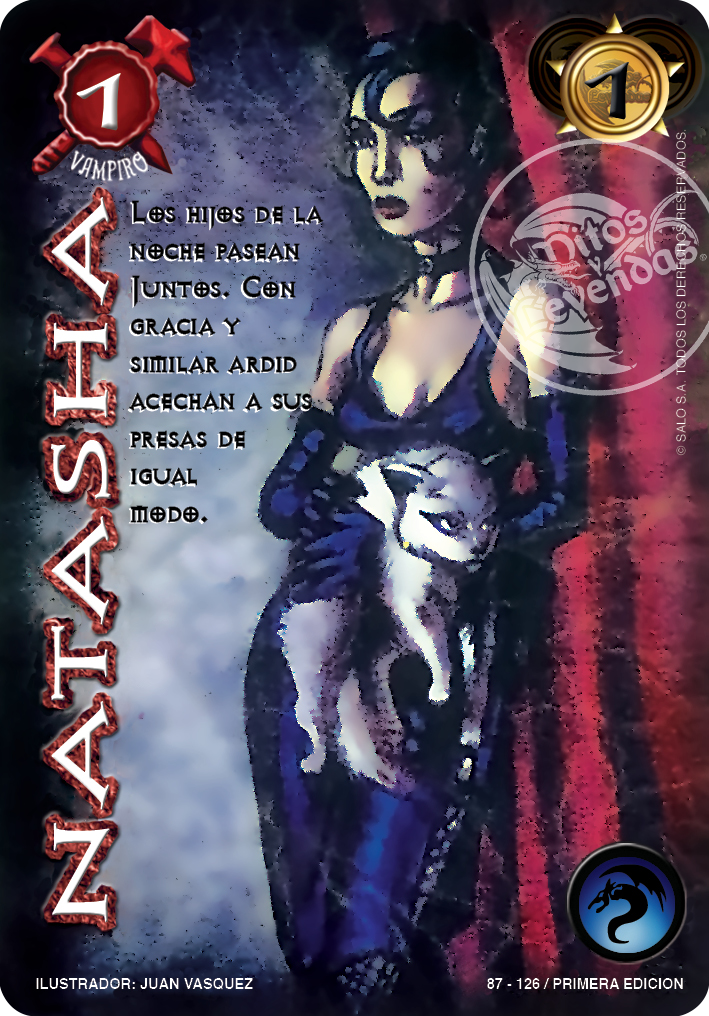 1
VAMPIRO
1
NATASHA
Los hijos de la
noche pasean
Juntos. Con
gracia y
similar ardid
acechan a sus
presas de
igual
modo.
Mitos
y
Leyendas
®
© SALO S.A. TODOS LOS DERECHOS RESERVADOS.
ILUSTRADOR: JUAN VASQUEZ
87 - 126 / PRIMERA EDICION